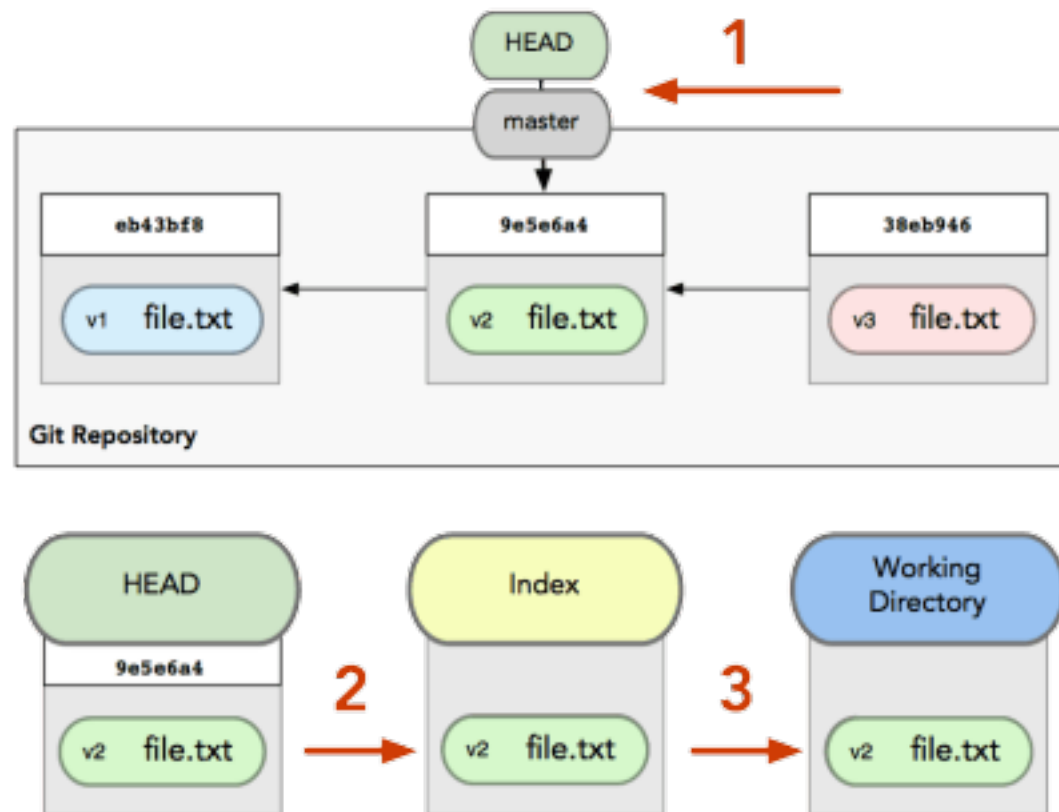 HEAD
1
master
eb43bf8
9e5e6a4
38eb946
v1 file.txt
v2 file.txt
v3 file.txt
Git Repository
HEAD
Index
Working
Directory
9e5e6a4
2
3
v2 file.txt
v2 file.txt
v2 file.txt